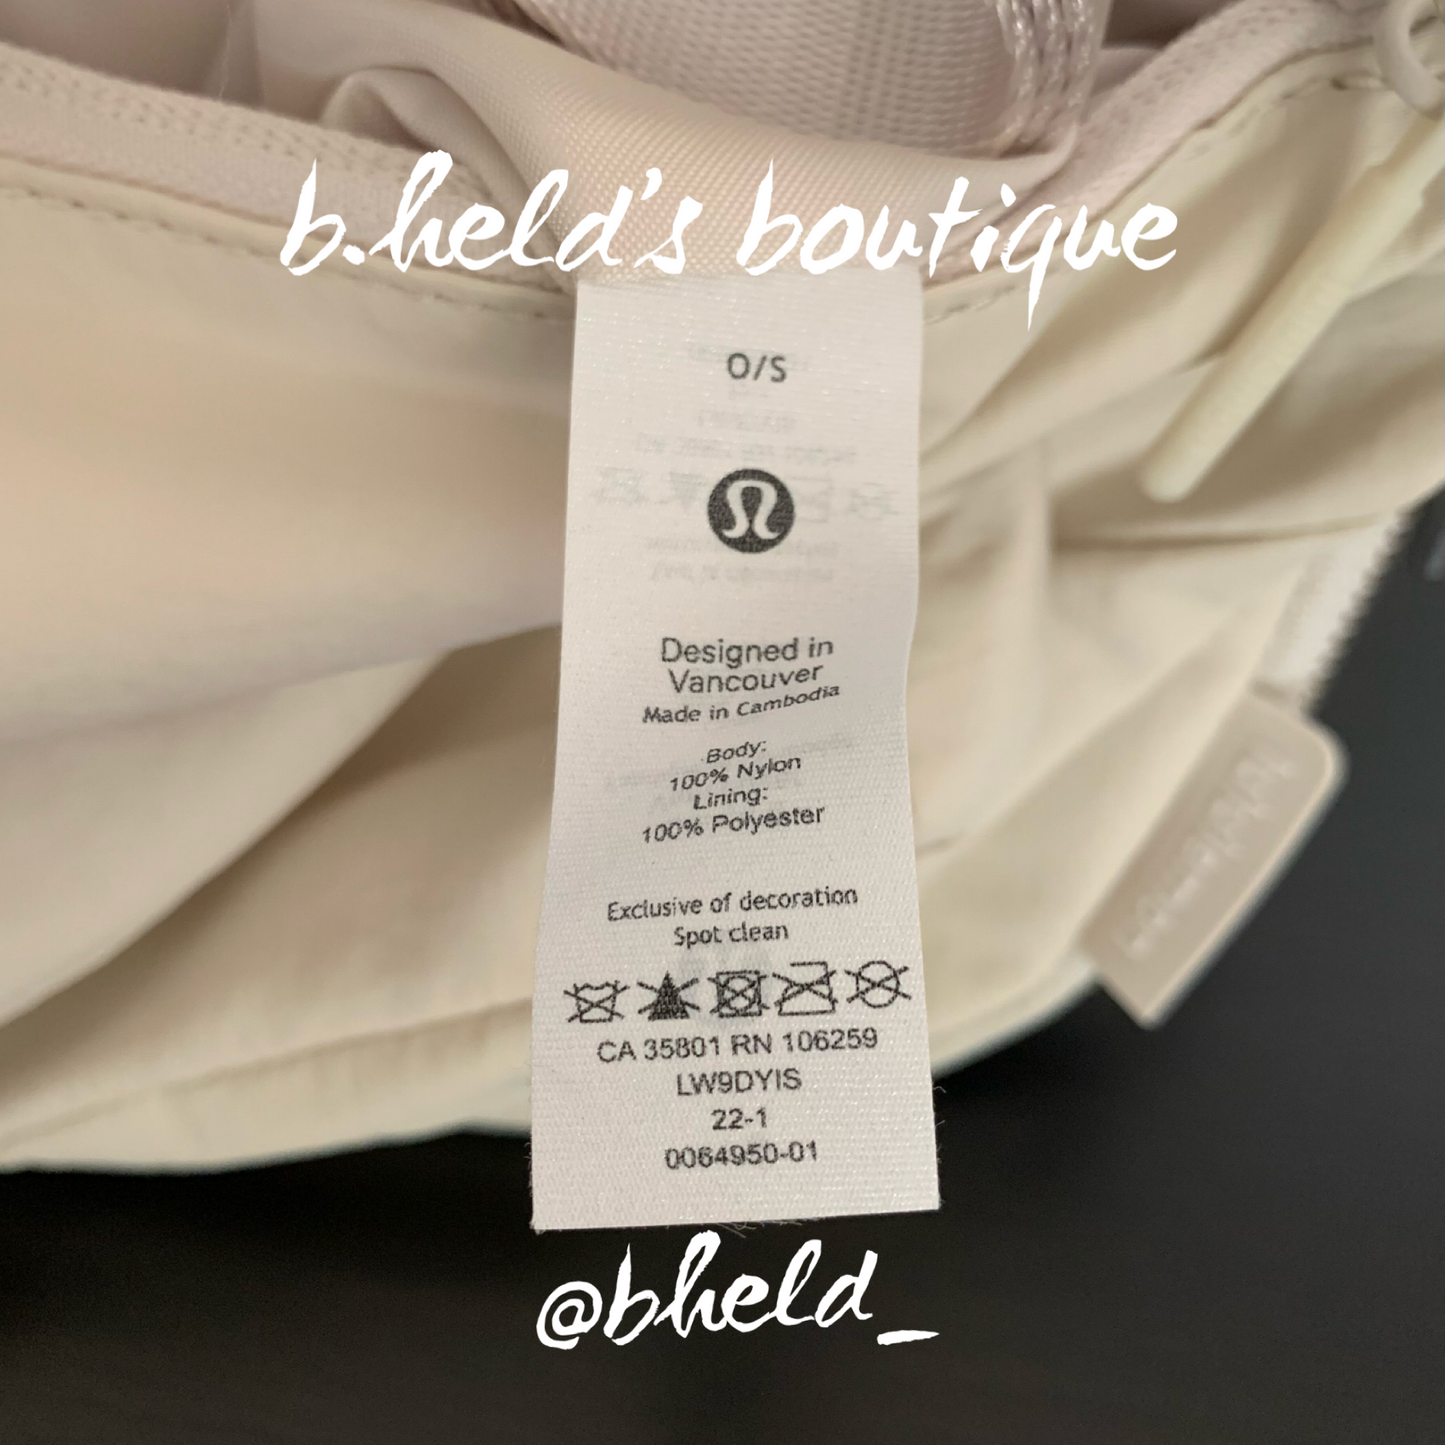 b.held's boutique
O/S
Designed in
Vancouver
Made in Cambodia
Body:
100% Nylon
Lining:
100% Polyester
Exclusive of decoration
Spot clean
CA 35801 RN 106259
LW9DYIS
22-1
0064950-01
@bheld_